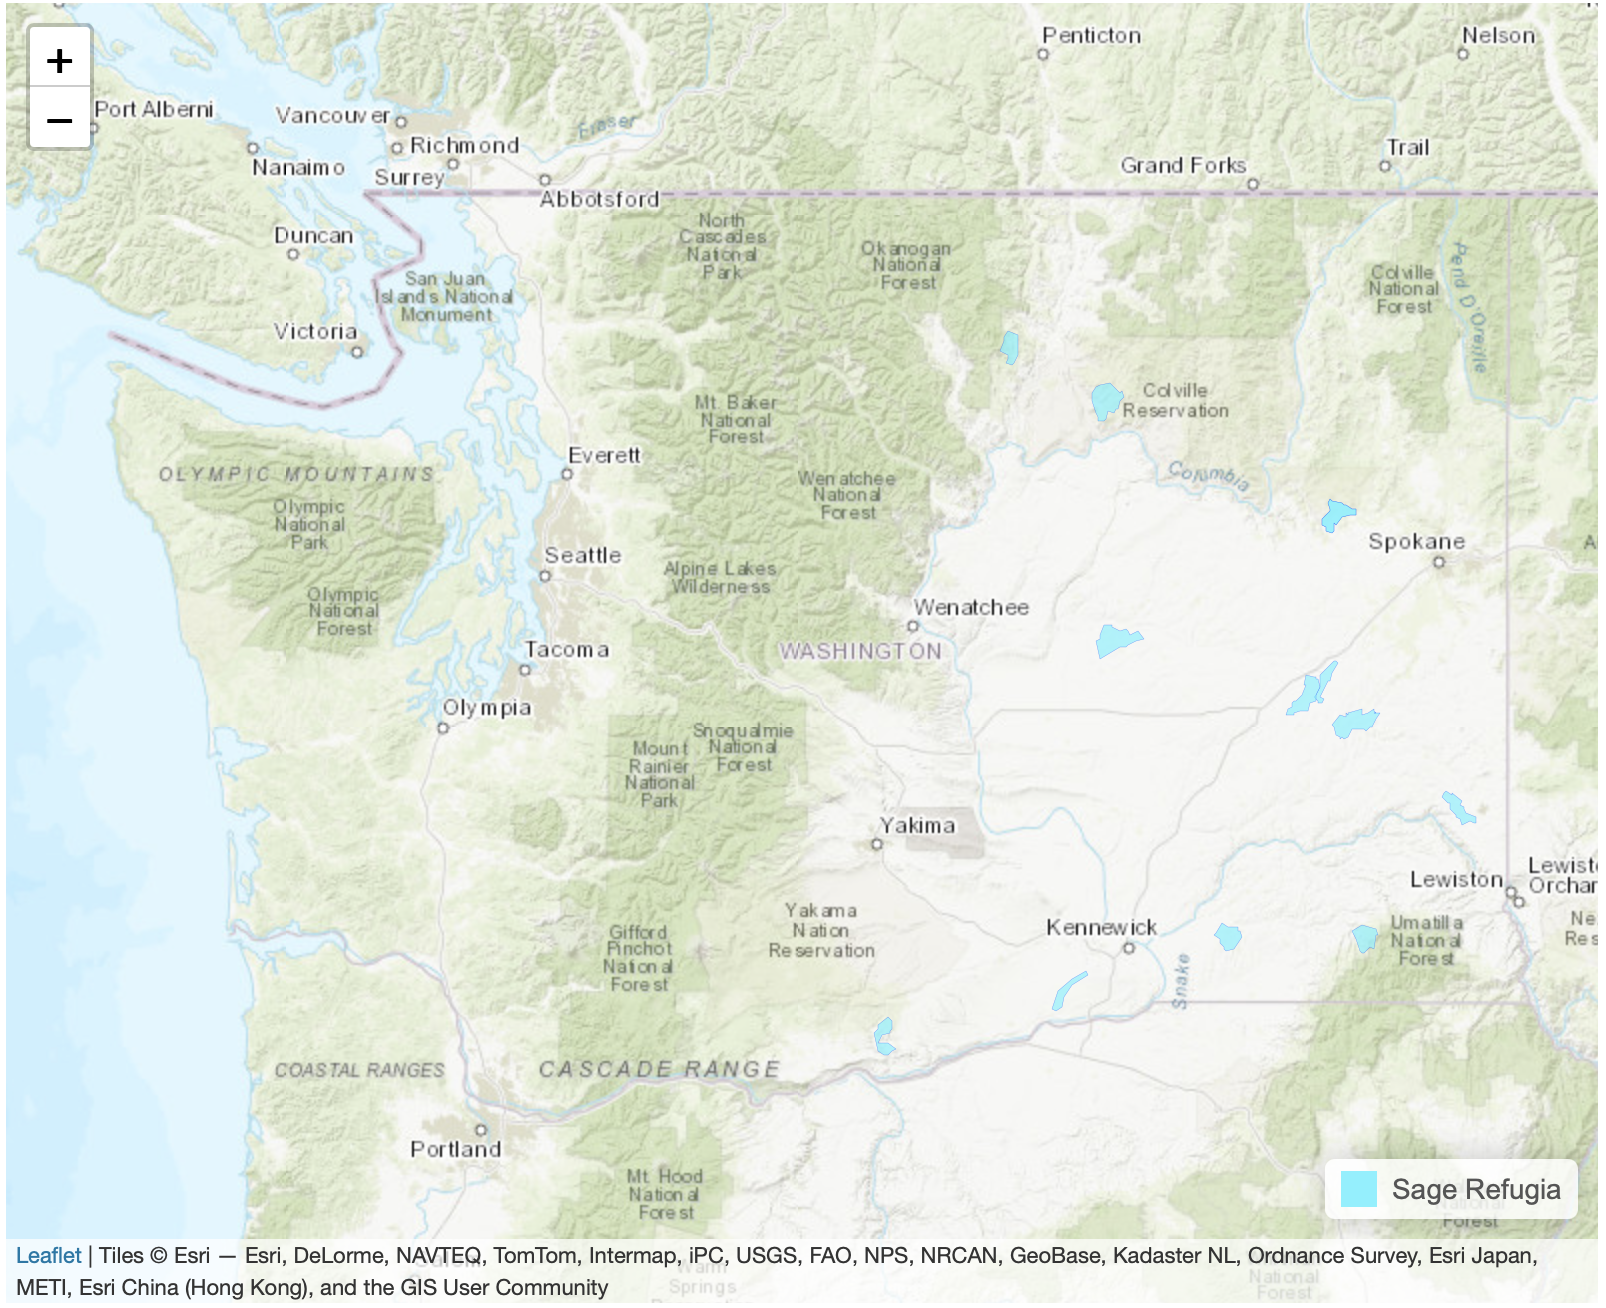 +
−
Penticton
Nelson
Port Alberni
Vancouver
Richmond
Fraser
Nanaimo
Surrey
Abbotsford
Grand Forks
Trail
Duncan
North
Cascades
National
Park
Okanogan
National
Forest
Colville
National
Forest
Pend Oreille
San Juan
Islands National
Monument
Victoria
Mt. Baker
National
Forest
Colville
Reservation
Everett
OLYMPIC MOUNTAINS
Olympic
National
Park
Wenatchee
National
Forest
Columbia
Spokane
Seattle
Alpine Lakes
Wilderness
Olympic
National
Forest
Wenatchee
Tacoma
WASHINGTON
Olympia
Snoqualmie
National
Forest
Mount
Rainier
National
Park
Yakima
Lewiston
Yakama
Nation
Reservation
Kennewick
Umatilla
National
Forest
Gifford
Pinchot
National
Forest
Snake
COASTAL RANGES
CASCADE RANGE
Portland
Mt. Hood
National
Forest
Sage Refugia
Forest
Leaflet | Tiles © Esri — Esri, DeLorme, NAVTEQ, TomTom, Intermap, iPC, USGS, FAO, NPS, NRCAN, GeoBase, Kadaster NL, Ordnance Survey, Esri Japan,
METI, Esri China (Hong Kong), and the GIS User Community
Salem
Warm
Springs
National
Forest